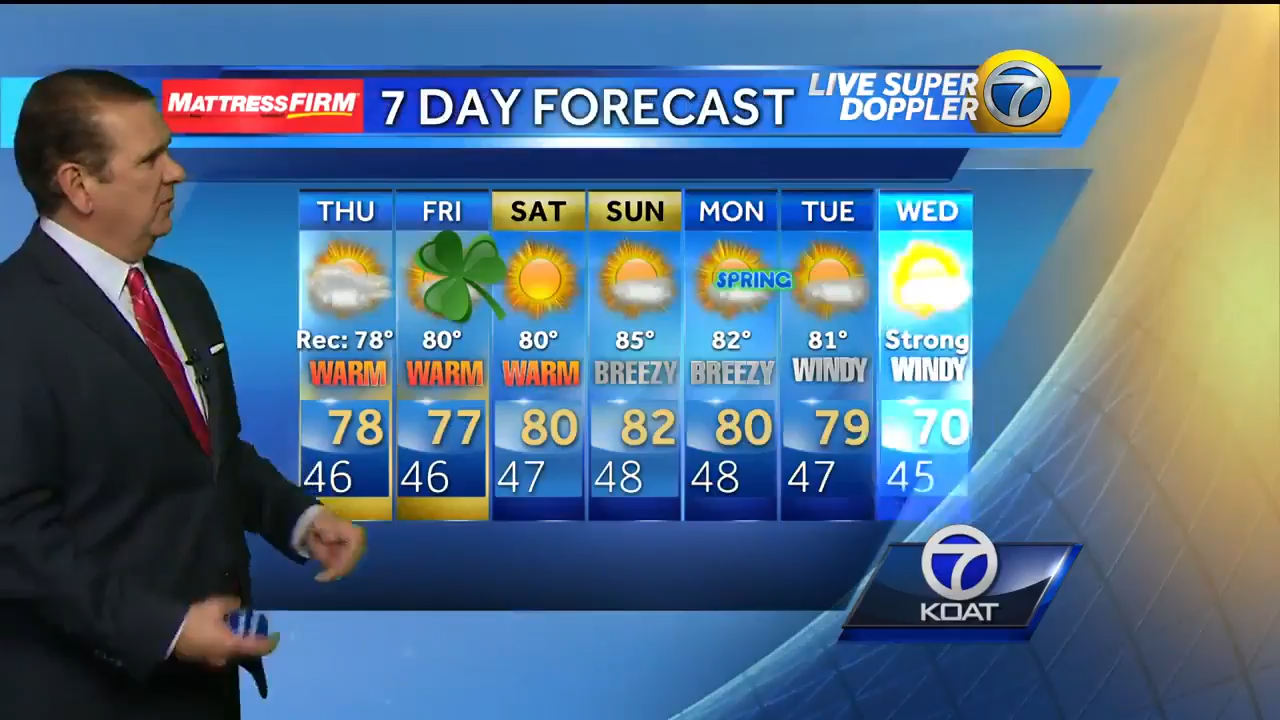 MATTRESSFIRM
7 DAY FORECAST
LIVE SUPER
DOPPLER
7
THU FRI SAT SUN MON TUE WED
SPRING
Rec: 78° 80° 80° 85° 82° 81° Strong
WARM WARM WARM BREEZY BREEZY WINDY WINDY
78 77 80 82 80 79 70
46 46 47 48 48 47 45
7
KOAT